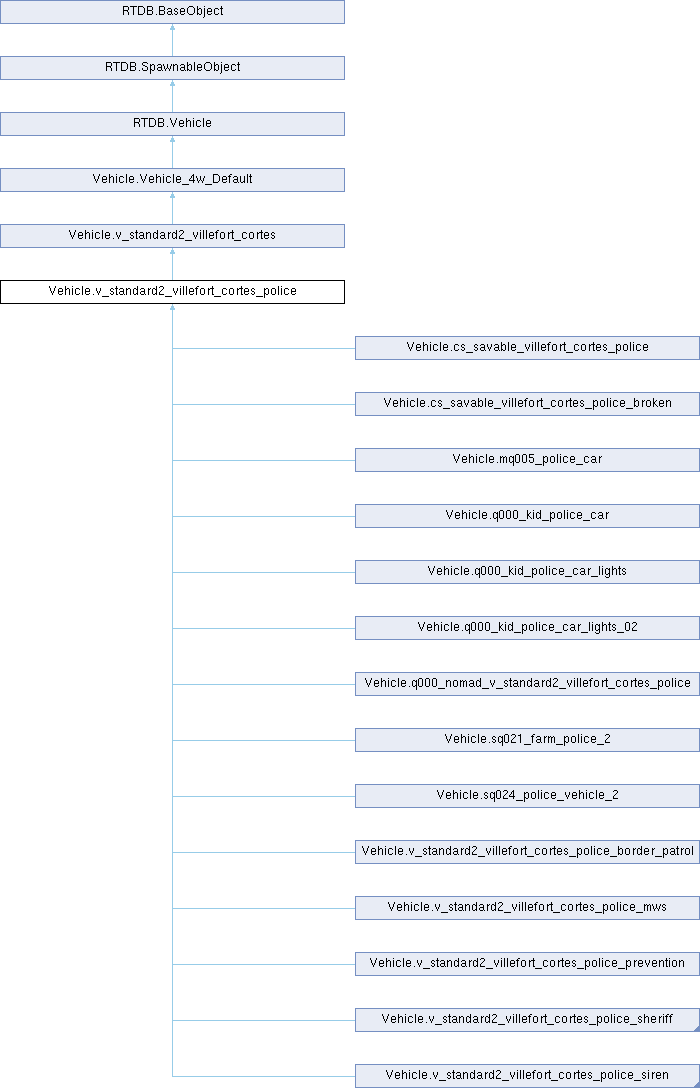 RTDB.BaseObject
RTDB.SpawnableObject
RTDB.Vehicle
Vehicle.Vehicle_4w_Default
Vehicle.v_standard2_villefort_cortes
Vehicle.v_standard2_villefort_cortes_police
Vehicle.cs_savable_villefort_cortes_police
Vehicle.cs_savable_villefort_cortes_police_broken
Vehicle.mq005_police_car
Vehicle.q000_kid_police_car
Vehicle.q000_kid_police_car_lights
Vehicle.q000_kid_police_car_lights_02
Vehicle.q000_nomad_v_standard2_villefort_cortes_police
Vehicle.sq021_farm_police_2
Vehicle.sq024_police_vehicle_2
Vehicle.v_standard2_villefort_cortes_police_border_patrol
Vehicle.v_standard2_villefort_cortes_police_mws
Vehicle.v_standard2_villefort_cortes_police_prevention
Vehicle.v_standard2_villefort_cortes_police_sheriff
Vehicle.v_standard2_villefort_cortes_police_siren